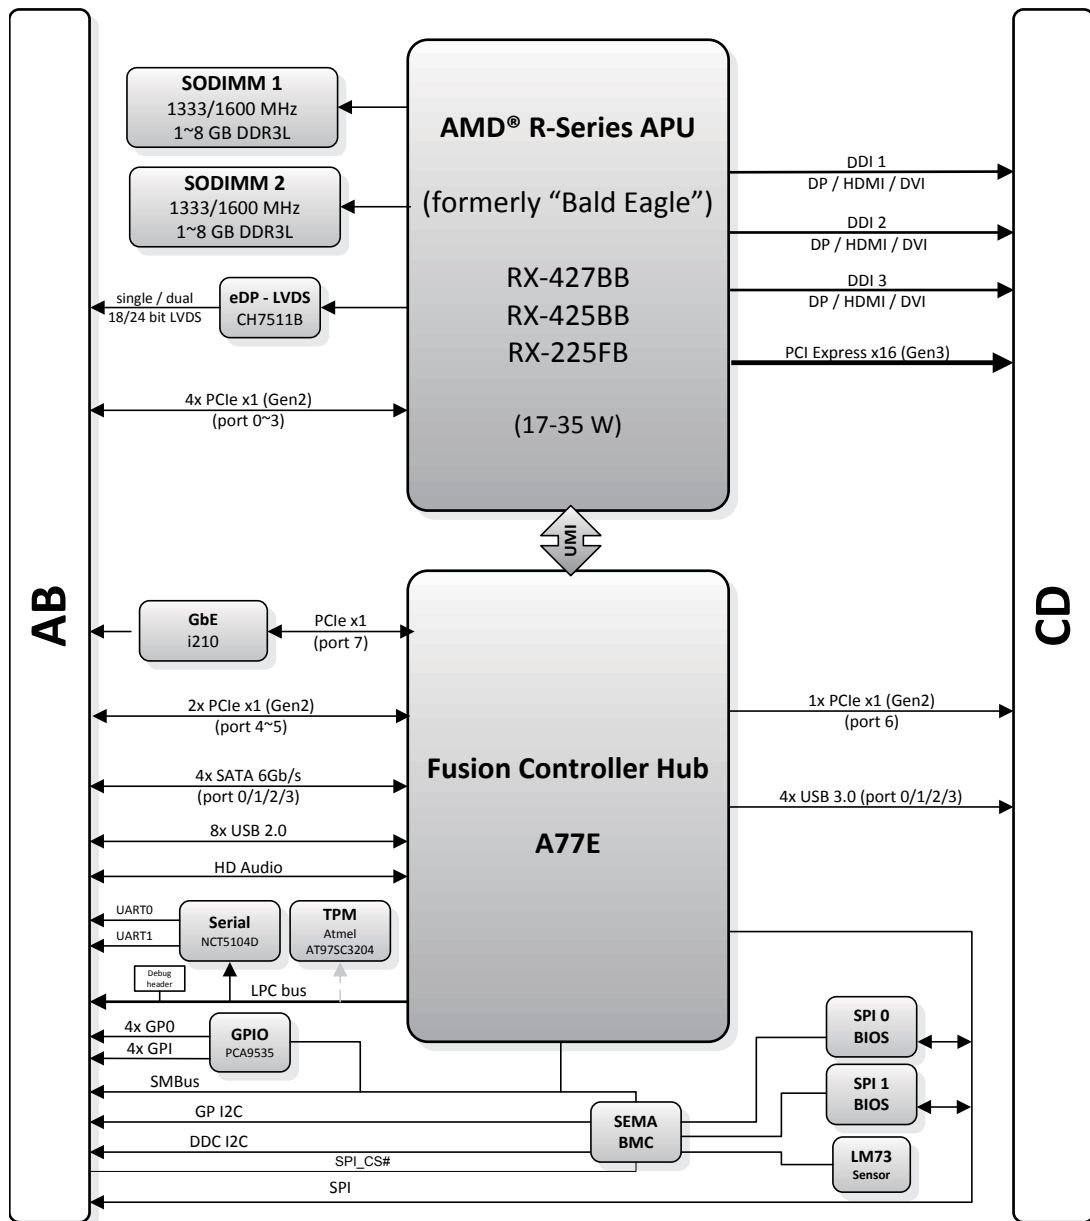 SODIMM 1
1333/1600 MHz
1~8 GB DDR3L
SODIMM 2
1333/1600 MHz
1~8 GB DDR3L
AMD® R-Series APU
(formerly “Bald Eagle”)
RX-427BB
RX-425BB
RX-225FB
(17-35 W)
DDI 1
DP / HDMI / DVI
DDI 2
DP / HDMI / DVI
DDI 3
DP / HDMI / DVI
PCI Express x16 (Gen3)
single / dual
18/24 bit LVDS
eDP - LVDS
CH7511B
4x PCIe x1 (Gen2)
(port 0~3)
UMI
AB
CD
GbE
i210
PCIe x1
(port 7)
2x PCIe x1 (Gen2)
(port 4~5)
4x SATA 6Gb/s
(port 0/1/2/3)
8x USB 2.0
HD Audio
Fusion Controller Hub
A77E
1x PCIe x1 (Gen2)
(port 6)
4x USB 3.0 (port 0/1/2/3)
UART0
UART1
Serial
NCT5104D
TPM
Atmel
AT97SC3204
Debug
header
LPC bus
4x GP0
4x GPI
GPIO
PCA9535
SMBus
GP I2C
DDC I2C
SPI_CS#
SPI
SEMA
BMC
SPI 0
BIOS
SPI 1
BIOS
LM73
Sensor